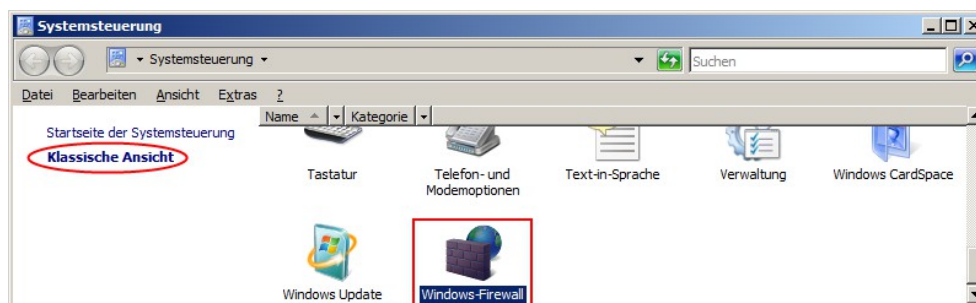 Systemsteuerung
Systemsteuerung
Suchen
Datei Bearbeiten Ansicht Extras ?
Name Kategorie
Startseite der Systemsteuerung
Klassische Ansicht
Tastatur
Telefon- und
Modemoptionen
Text-in-Sprache
Verwaltung
Windows CardSpace
Windows Update
Windows-Firewall